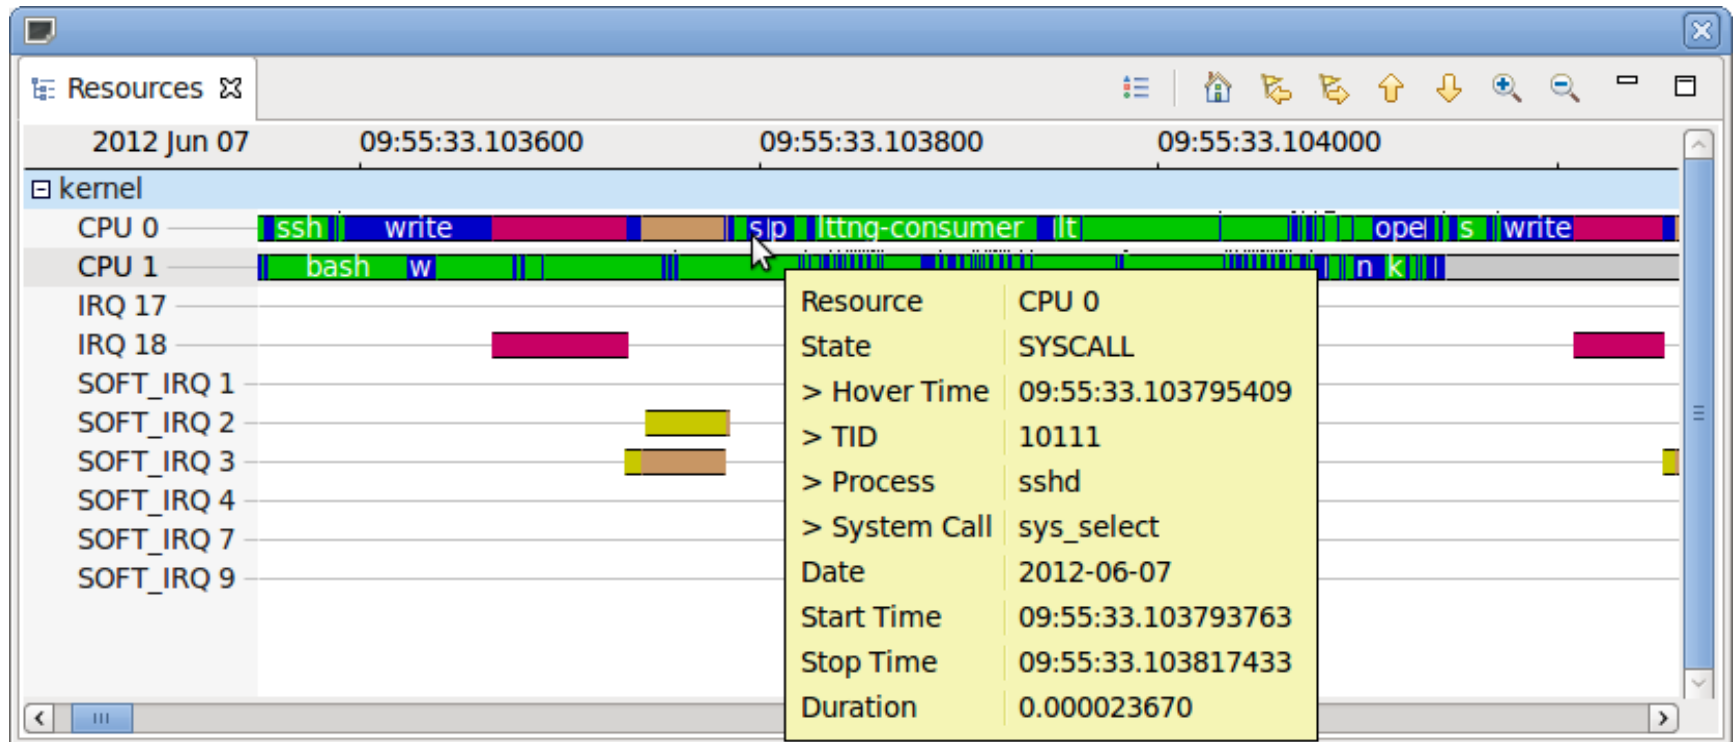 Resources
2012 Jun 07 09:55:33.103600 09:55:33.103800 09:55:33.104000
kernel
CPU 0 ssh write s p lttng-consumer lt ope s write
CPU 1 bash w n k
IRQ 17
IRQ 18
SOFT_IRQ 1
SOFT_IRQ 2
SOFT_IRQ 3
SOFT_IRQ 4
SOFT_IRQ 7
SOFT_IRQ 9
Resource CPU 0
State SYSCALL
> Hover Time 09:55:33.103795409
> TID 10111
> Process sshd
> System Call sys_select
Date 2012-06-07
Start Time 09:55:33.103793763
Stop Time 09:55:33.103817433
Duration 0.000023670